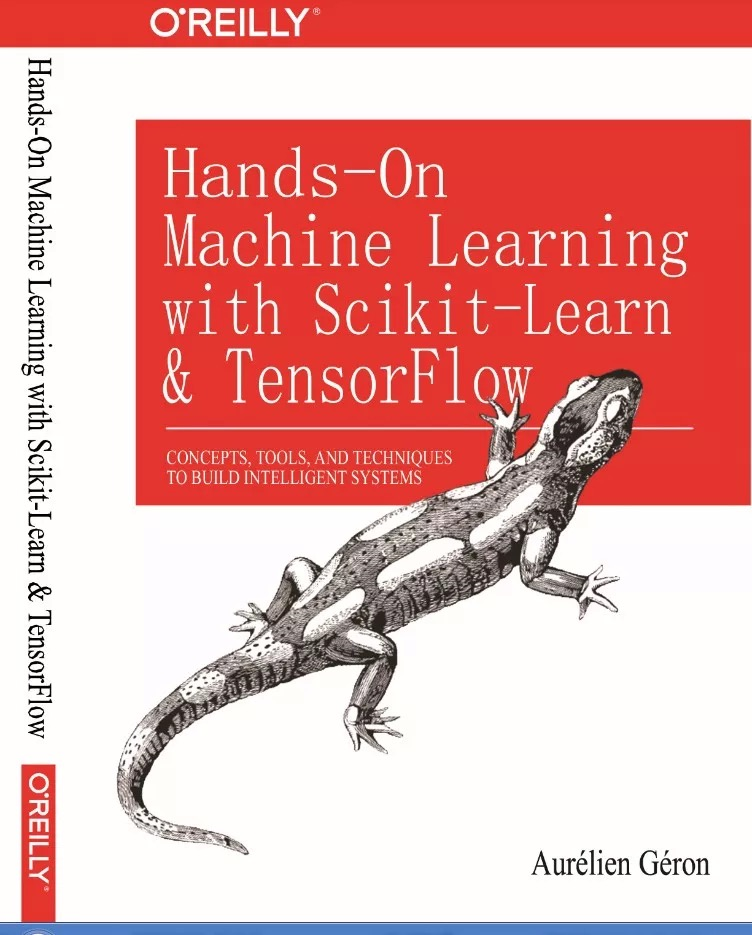 O'REILLY®
Hands-On Machine Learning with Scikit-Learn & TensorFlow
O'REILLY®
Hands-On
Machine Learning
with Scikit-Learn
& TensorFlow
CONCEPTS, TOOLS, AND TECHNIQUES
TO BUILD INTELLIGENT SYSTEMS
Aurélien Géron